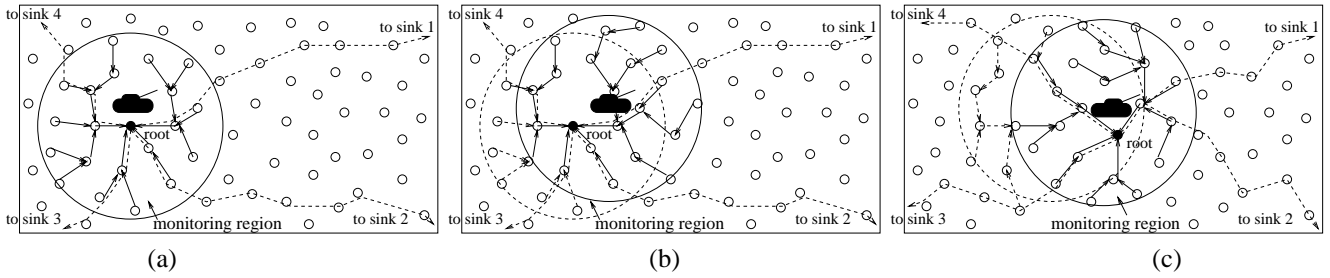 to sink 4
to sink 1
root
to sink 3
monitoring region
to sink 2
(a)
to sink 4
to sink 1
root
to sink 3
monitoring region
to sink 2
(b)
to sink 4
to sink 1
root
to sink 3
monitoring region
to sink 2
(c)